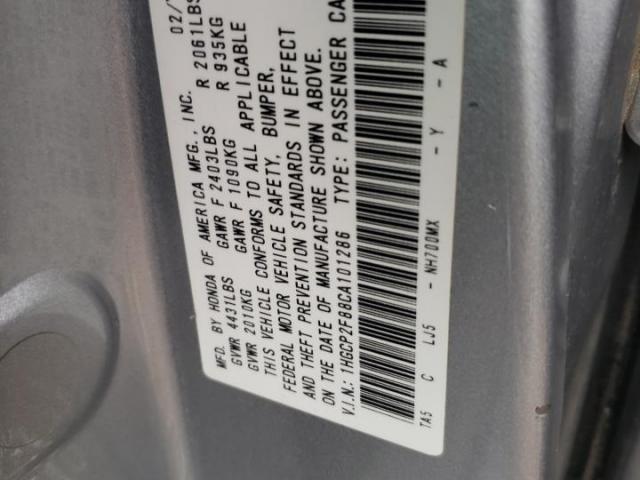 MFD. BY HONDA OF AMERICA MFG., INC. 02/
GVWR 4431LBS GAWR F 2403LBS R 2061LBS
GVWR 2010KG GAWR F 1090KG R 935KG
THIS VEHICLE CONFORMS TO ALL APPLICABLE
FEDERAL MOTOR VEHICLE SAFETY, BUMPER,
AND THEFT PREVENTION STANDARDS IN EFFECT
ON THE DATE OF MANUFACTURE SHOWN ABOVE.
V.I.N.: 1HGCP2F88CA101286 TYPE: PASSENGER CA
TA5 C LU5 - NH700MX - Y - A